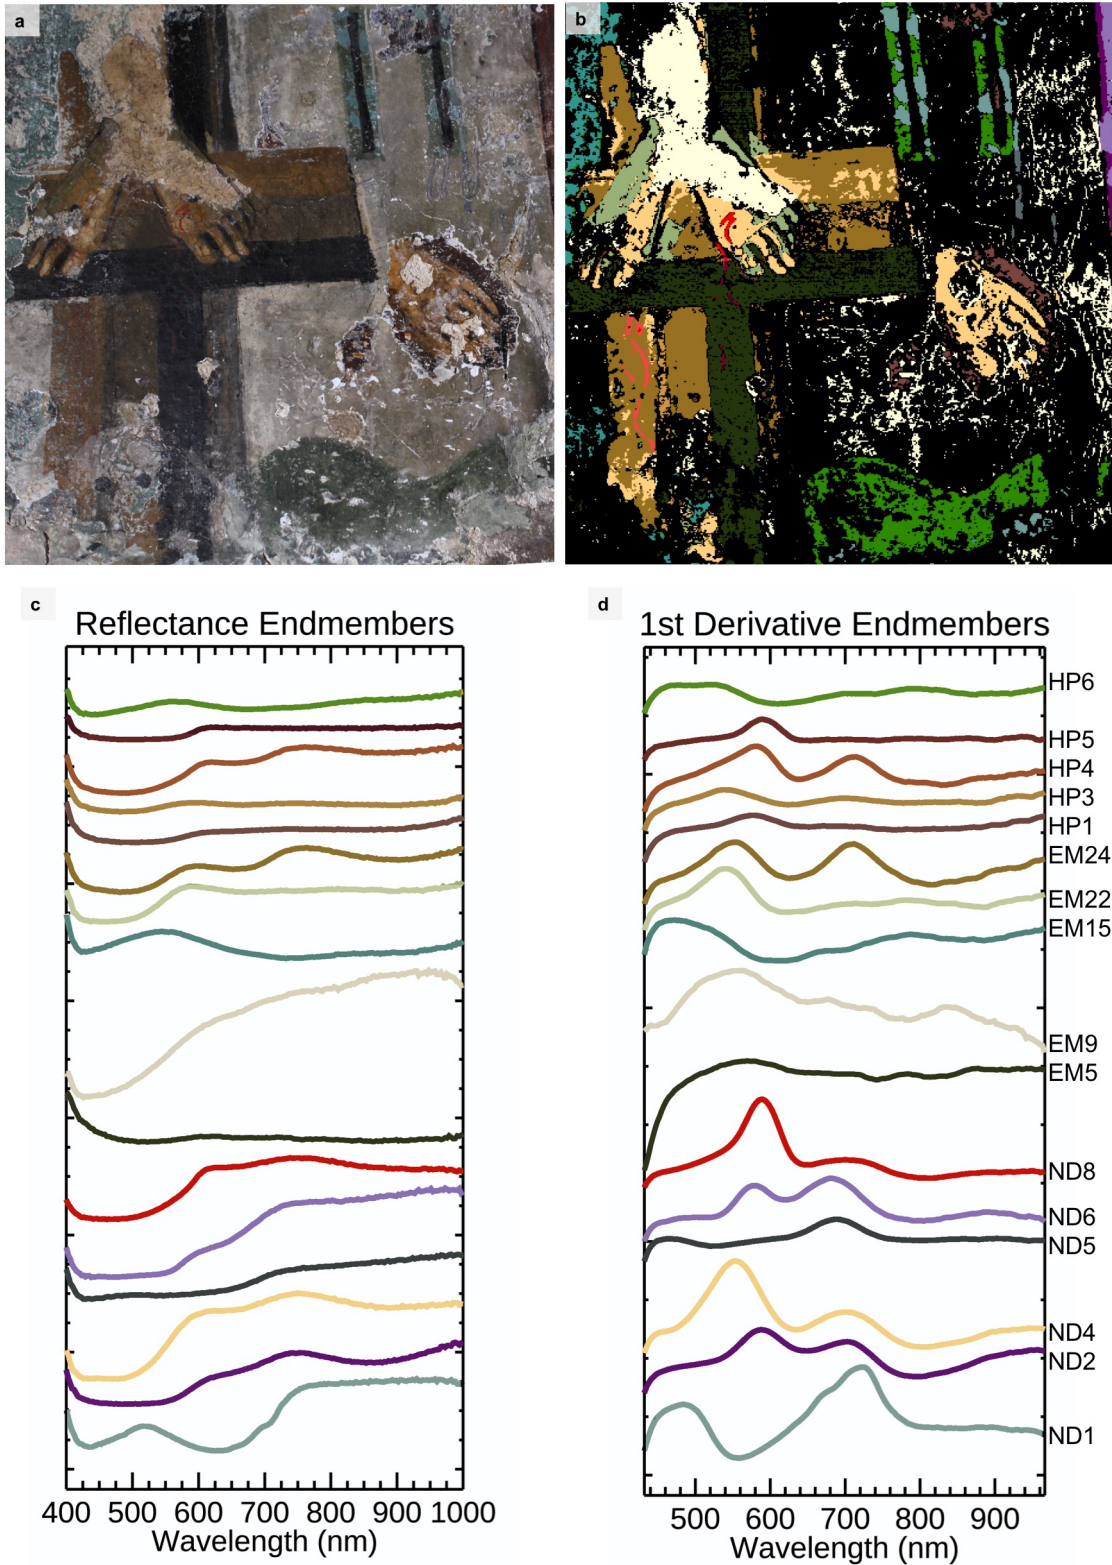 a
b
c
Reflectance Endmembers
400 500 600 700 800 900 1000
Wavelength (nm)
d
1st Derivative Endmembers
HP6
HP5
HP4
HP3
HP1
EM24
EM22
EM15
EM9
EM5
ND8
ND6
ND5
ND4
ND2
ND1
500 600 700 800 900
Wavelength (nm)